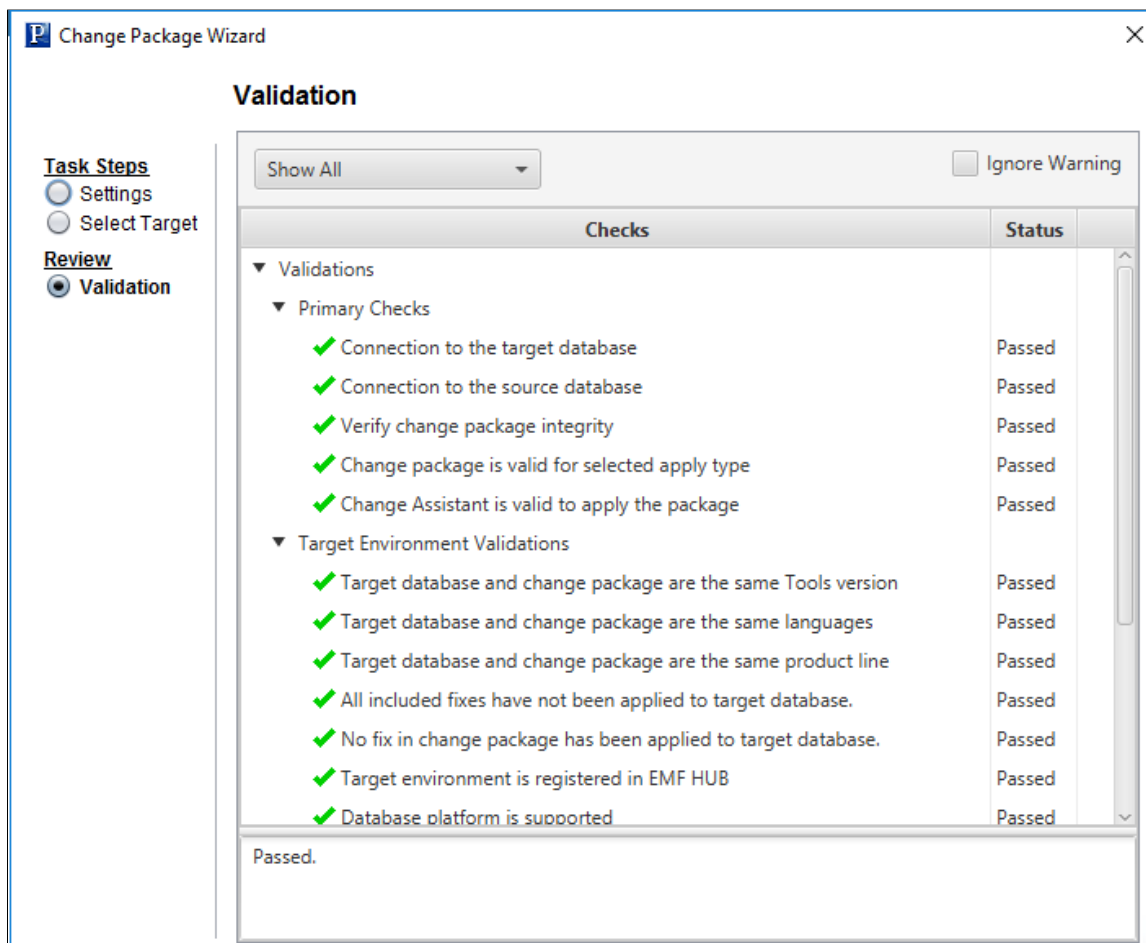 P Change Package Wizard
Validation
Task Steps
Settings
Select Target
Review
Validation
Show All
Ignore Warning
Checks Status
Validations
Primary Checks
Connection to the target database Passed
Connection to the source database Passed
Verify change package integrity Passed
Change package is valid for selected apply type Passed
Change Assistant is valid to apply the package Passed
Target Environment Validations
Target database and change package are the same Tools version Passed
Target database and change package are the same languages Passed
Target database and change package are the same product line Passed
All included fixes have not been applied to target database. Passed
No fix in change package has been applied to target database. Passed
Target environment is registered in EMF HUB Passed
Database platform is supported Passed
Passed.